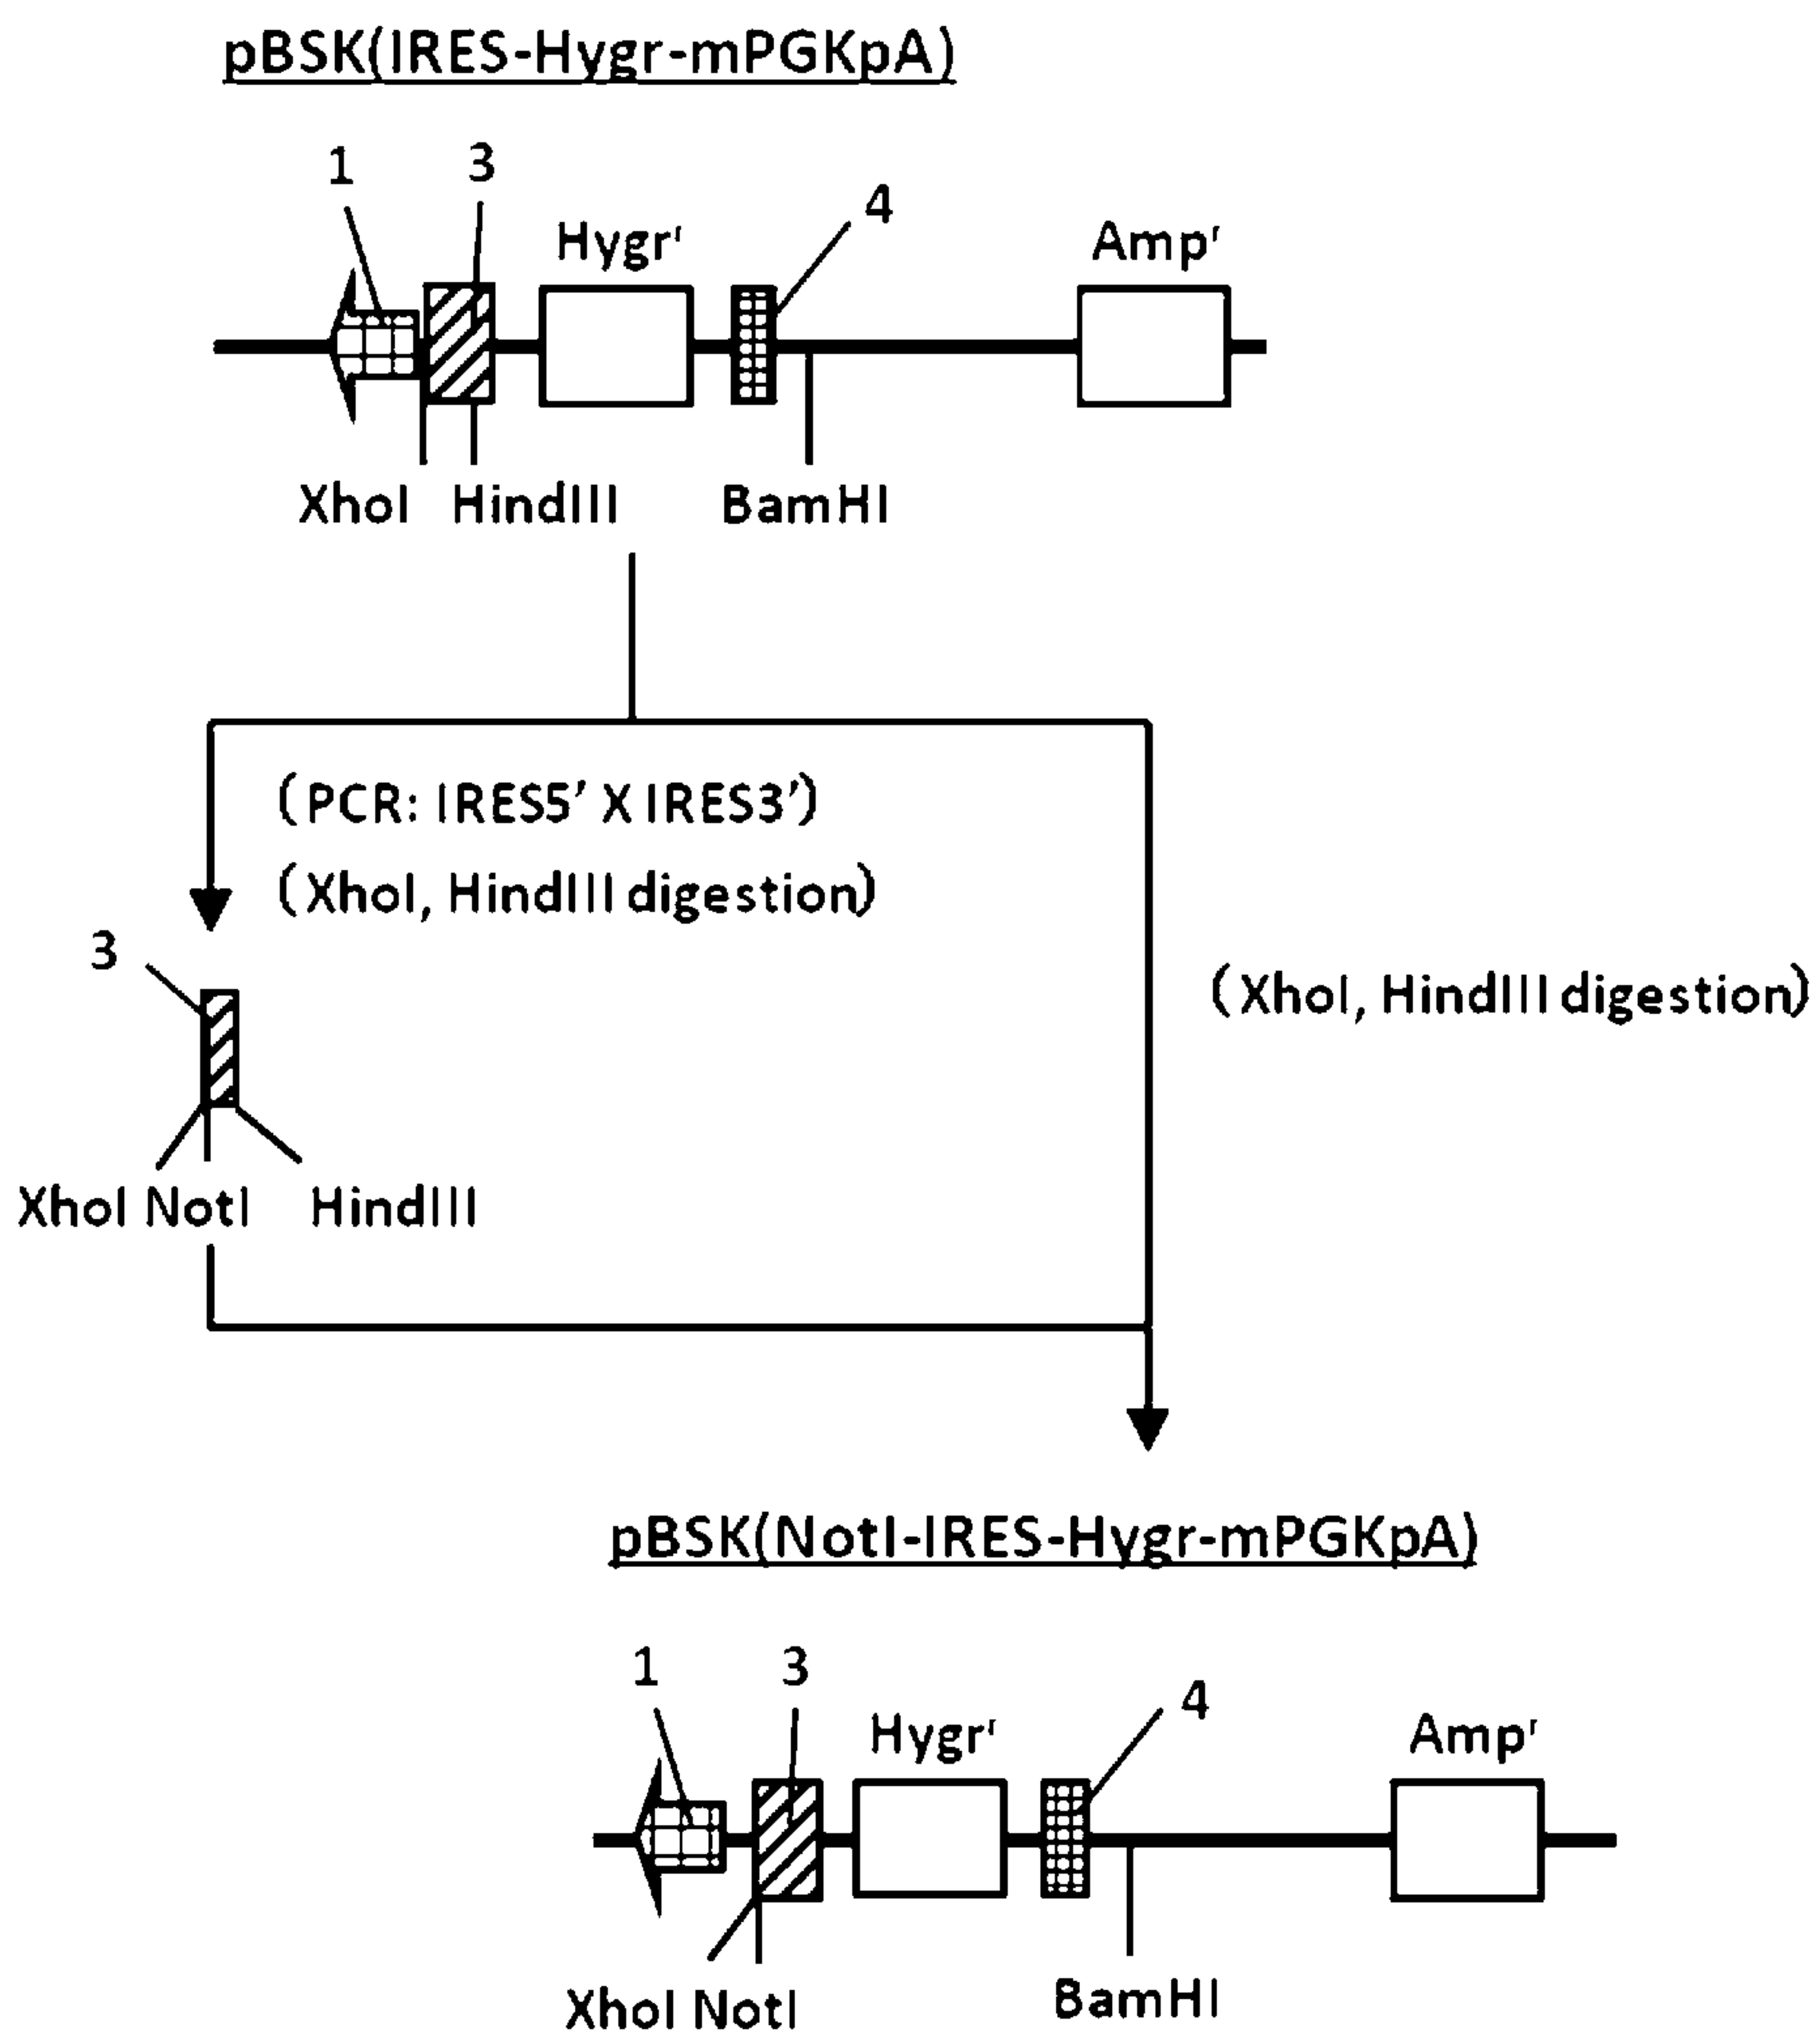 pBSK(IRES-Hygr-mPGKpA)
1
3
4
Hygrʳ
Ampʳ
XhoI HindIII BamHI
(PCR: IRES5′ X IRES3′)
(XhoI, HindIII digestion)
3
(XhoI, HindIII digestion)
XhoI NotI HindIII
pBSK(NotI-IRES-Hygr-mPGKpA)
1
3
4
Hygrʳ
Ampʳ
XhoI NotI BamHI